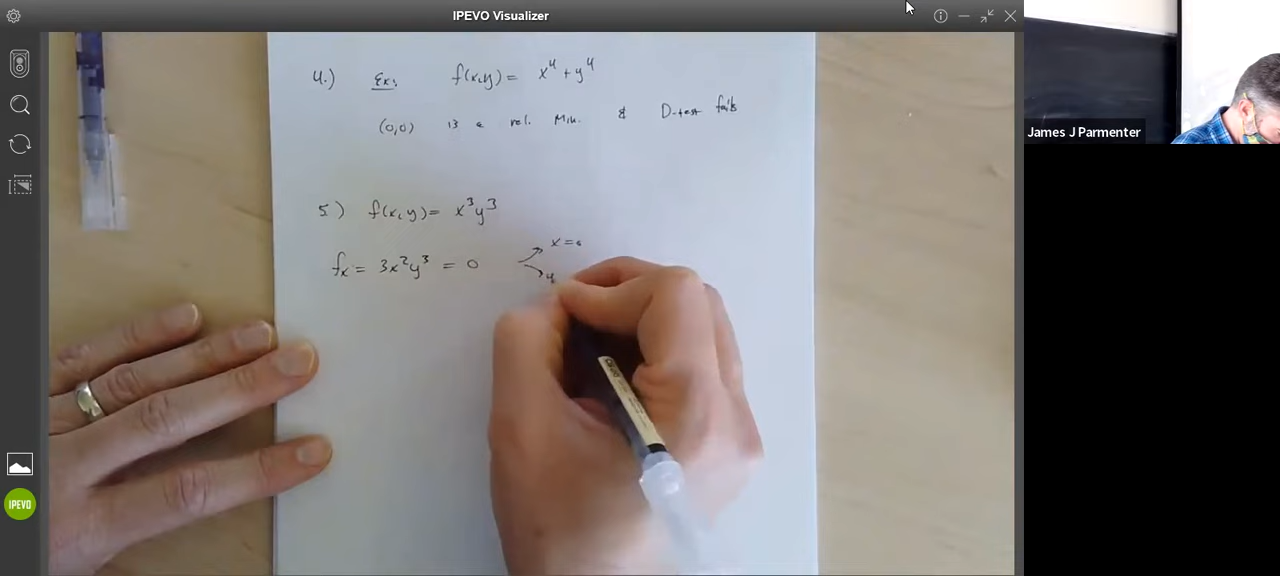 IPEVO Visualizer
James J Parmenter
4.) Ex: f(x,y) = x⁴ + y⁴
(0,0) is a rel. Min. & D-test fails
5.) f(x,y) = x³y³
x = 0
fx = 3x²y³ = 0
y
IPEVO